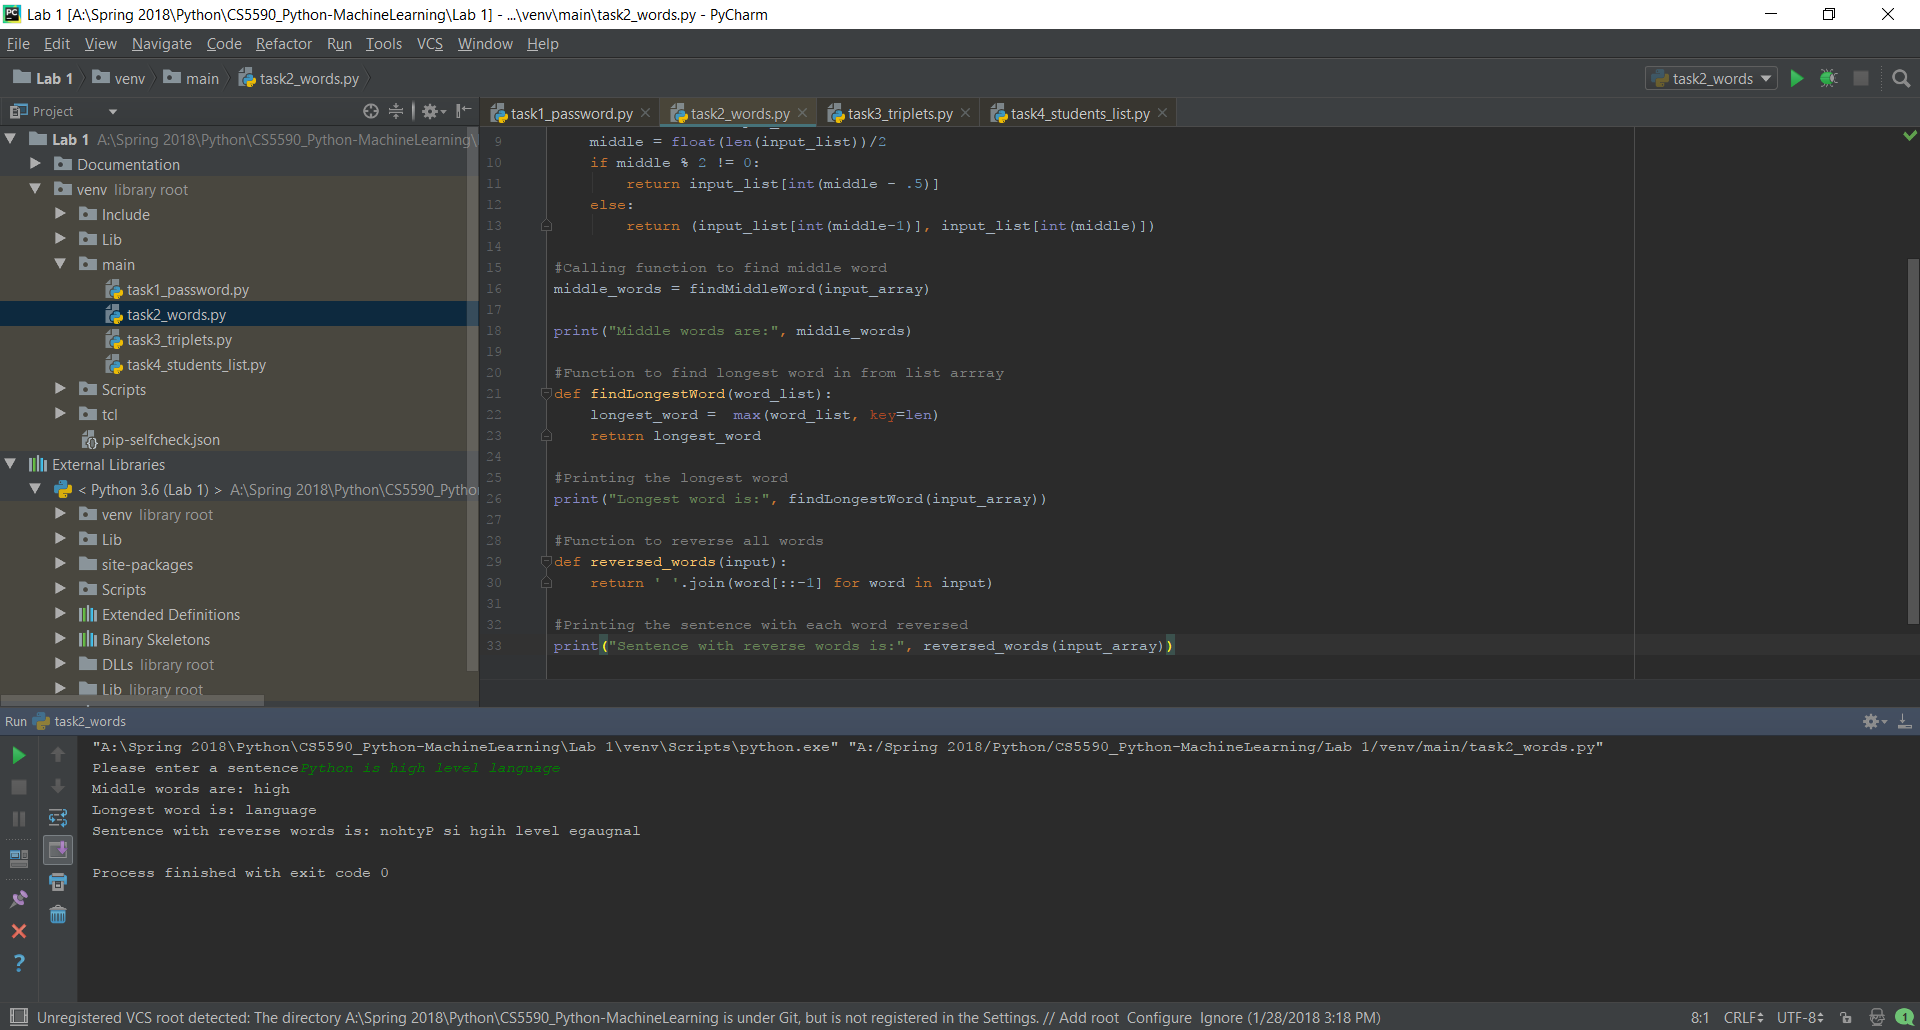 Lab 1 [A:\Spring 2018\Python\CS5590_Python-MachineLearning\Lab 1] - ...\venv\main\task2_words.py - PyCharm
File Edit View Navigate Code Refactor Run Tools VCS Window Help
Lab 1 venv main task2_words.py task2_words
Project
task1_password.py task2_words.py task3_triplets.py task4_students_list.py
Lab 1 A:\Spring 2018\Python\CS5590_Python-MachineLearning\
Documentation
venv library root
Include
Lib
main
task1_password.py
task2_words.py
task3_triplets.py
task4_students_list.py
Scripts
tcl
pip-selfcheck.json
External Libraries
< Python 3.6 (Lab 1) > A:\Spring 2018\Python\CS5590_Pytho
venv library root
Lib
site-packages
Scripts
Extended Definitions
Binary Skeletons
DLLs library root
Lib library root
9 middle = float(len(input_list))/2
10 if middle % 2 != 0:
11 return input_list[int(middle - .5)]
12 else:
13 return (input_list[int(middle-1)], input_list[int(middle)])
14
15 #Calling function to find middle word
16 middle_words = findMiddleWord(input_array)
17
18 print("Middle words are:", middle_words)
19
20 #Function to find longest word in from list arrray
21 def findLongestWord(word_list):
22 longest_word =  max(word_list, key=len)
23 return longest_word
24
25 #Printing the longest word
26 print("Longest word is:", findLongestWord(input_array))
27
28 #Function to reverse all words
29 def reversed_words(input):
30 return ' '.join(word[::-1] for word in input)
31
32 #Printing the sentence with each word reversed
33 print("Sentence with reverse words is:", reversed_words(input_array))
Run task2_words
"A:\Spring 2018\Python\CS5590_Python-MachineLearning\Lab 1\venv\Scripts\python.exe" "A:/Spring 2018/Python/CS5590_Python-MachineLearning/Lab 1/venv/main/task2_words.py"
Please enter a sentencePython is high level language
Middle words are: high
Longest word is: language
Sentence with reverse words is: nohtyP si hgih level egaugnal
Process finished with exit code 0
Unregistered VCS root detected: The directory A:\Spring 2018\Python\CS5590_Python-MachineLearning is under Git, but is not registered in the Settings. // Add root Configure Ignore (1/28/2018 3:18 PM) 8:1 CRLF UTF-8 1